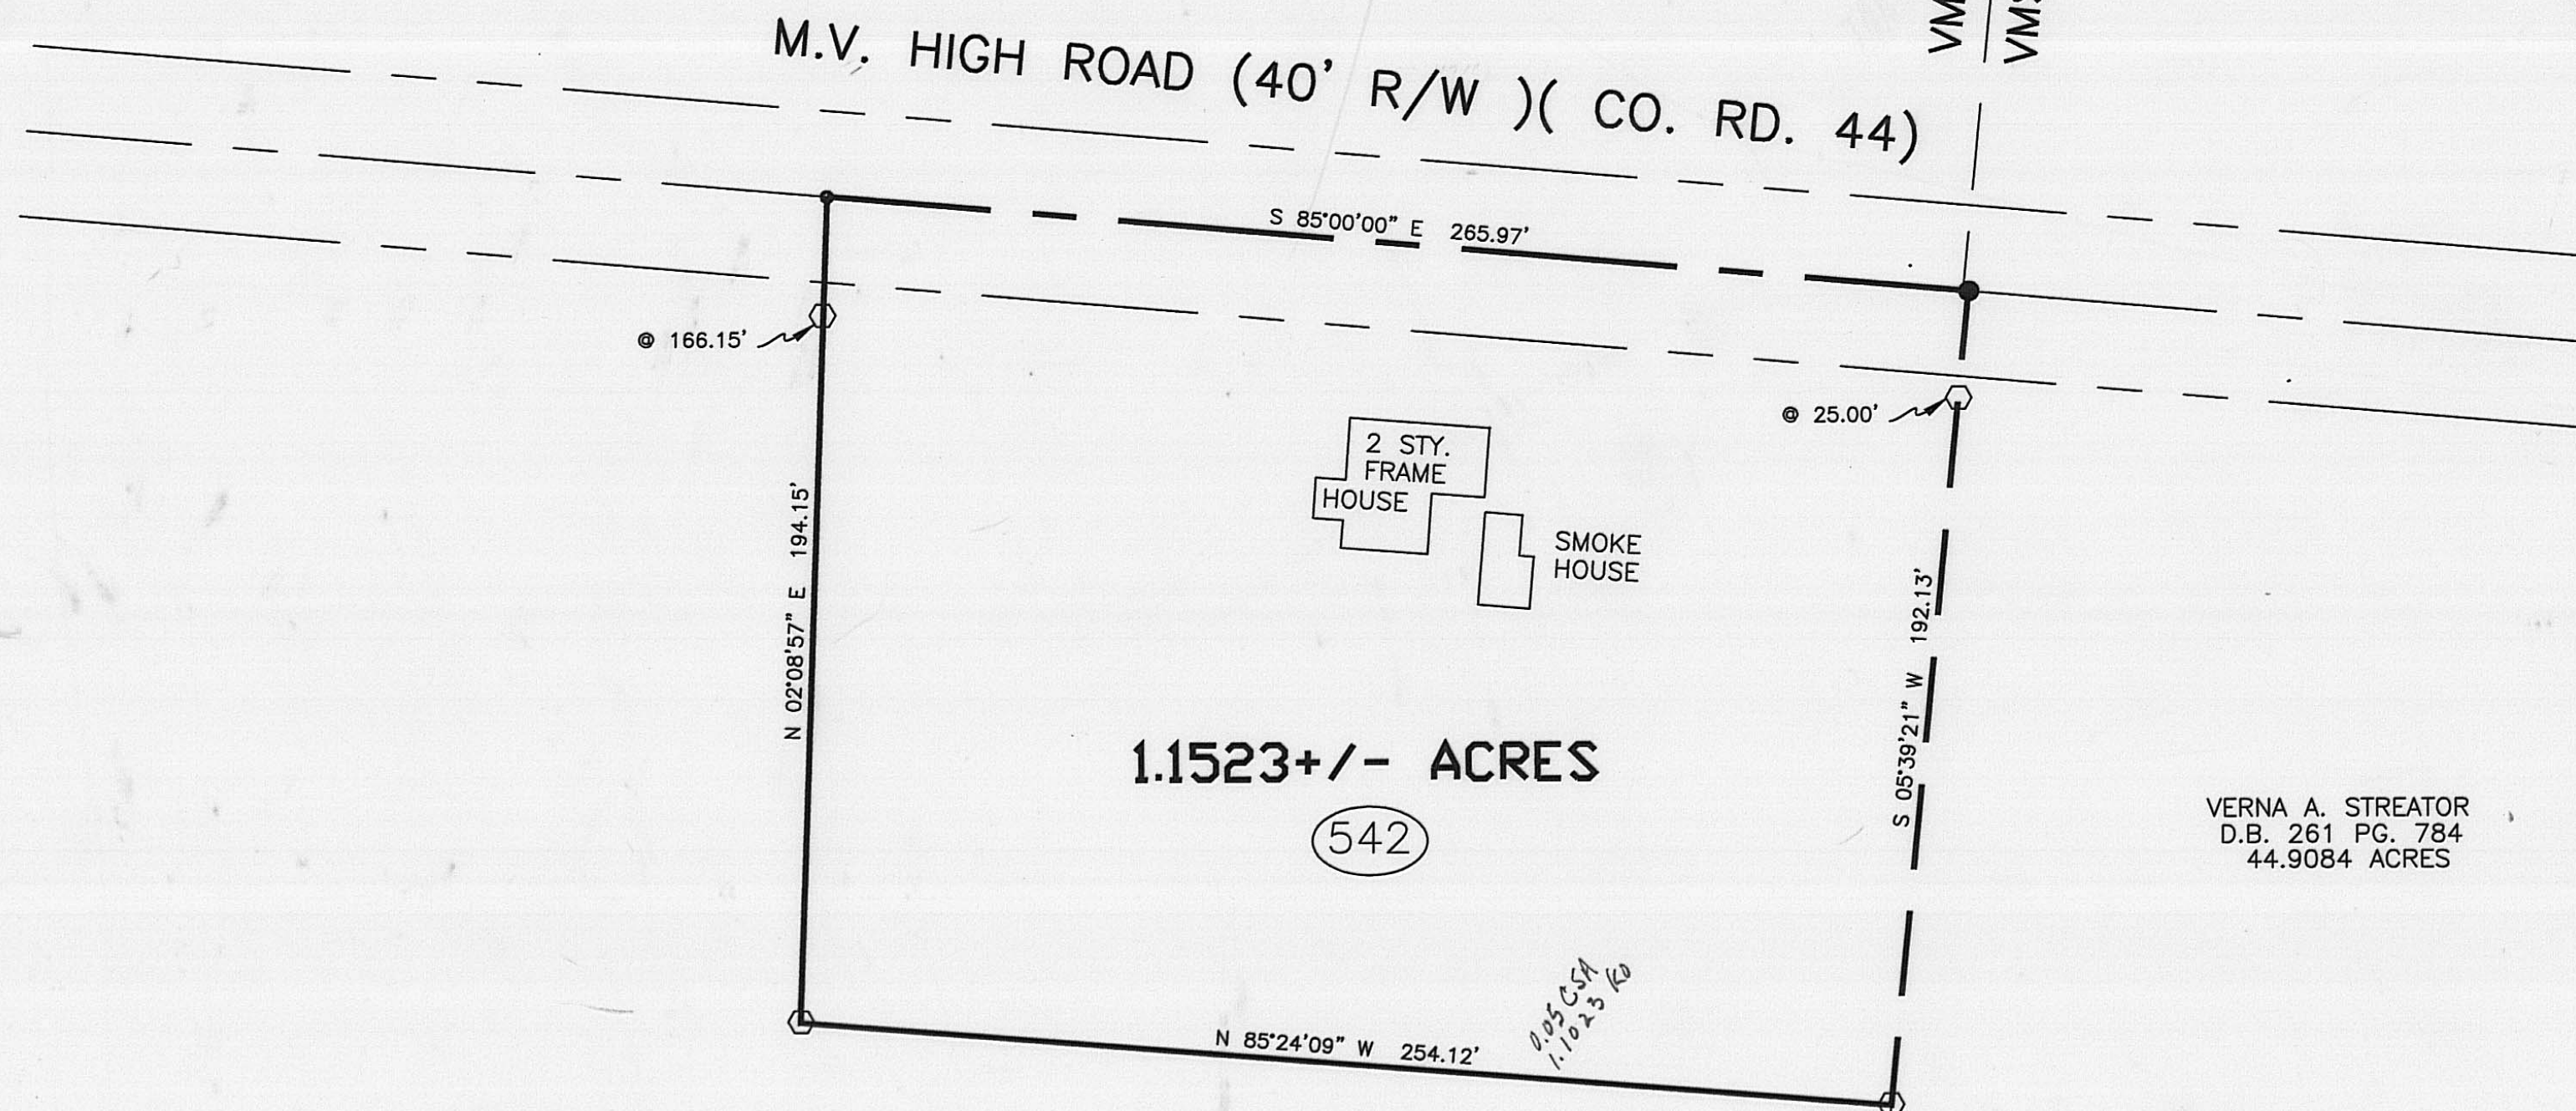 VM
VMS
M.V. HIGH ROAD (40' R/W )( CO. RD. 44)
S 85°00'00" E 265.97'
@ 166.15'
@ 25.00'
2 STY.
FRAME
HOUSE
SMOKE
HOUSE
N 02°08'57" E 194.15'
S 05°39'21" W 192.13'
1.1523+/- ACRES
542
VERNA A. STREATOR
D.B. 261 PG. 784
44.9084 ACRES
0.05 CSA
1.1023 
N 85°24'09" W 254.12'